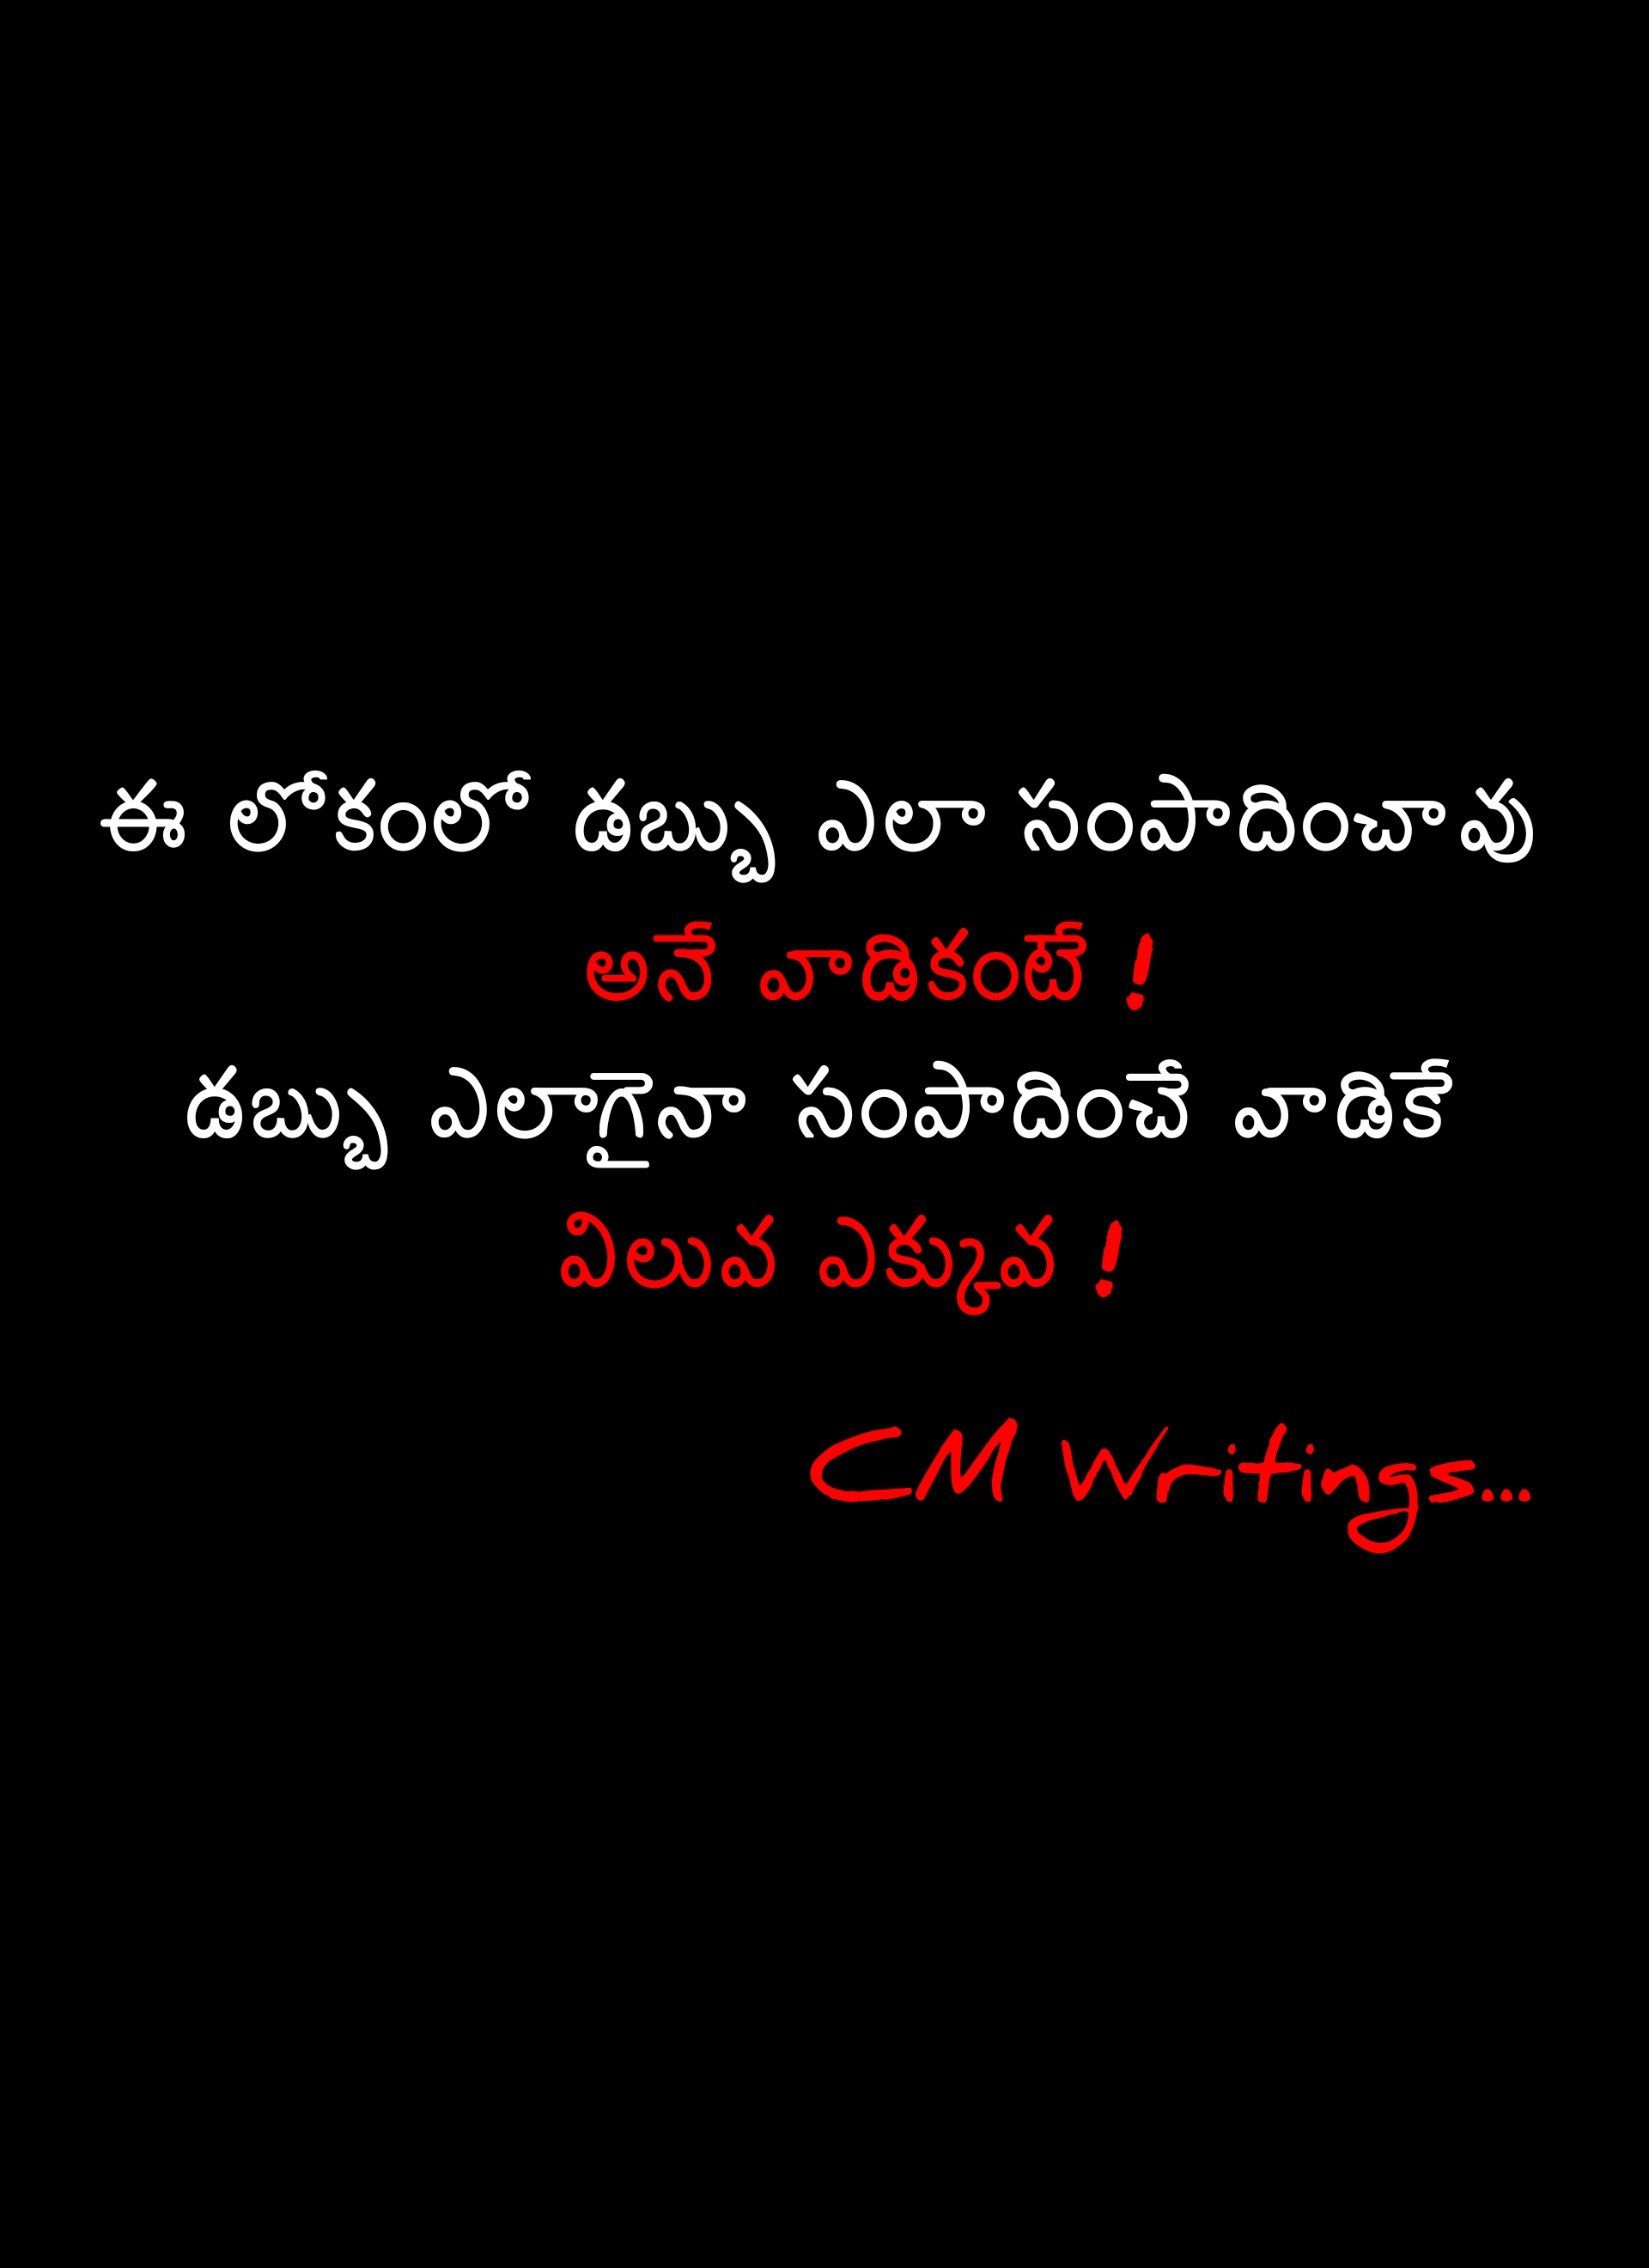 ఈ లోకంలో డబ్బు ఎలా సంపాదించావు
అనే వాడికంటే !
డబ్బు ఎలాగైనా సంపాదించే వాడికే
విలువ ఎక్కువ !
CM Writings...